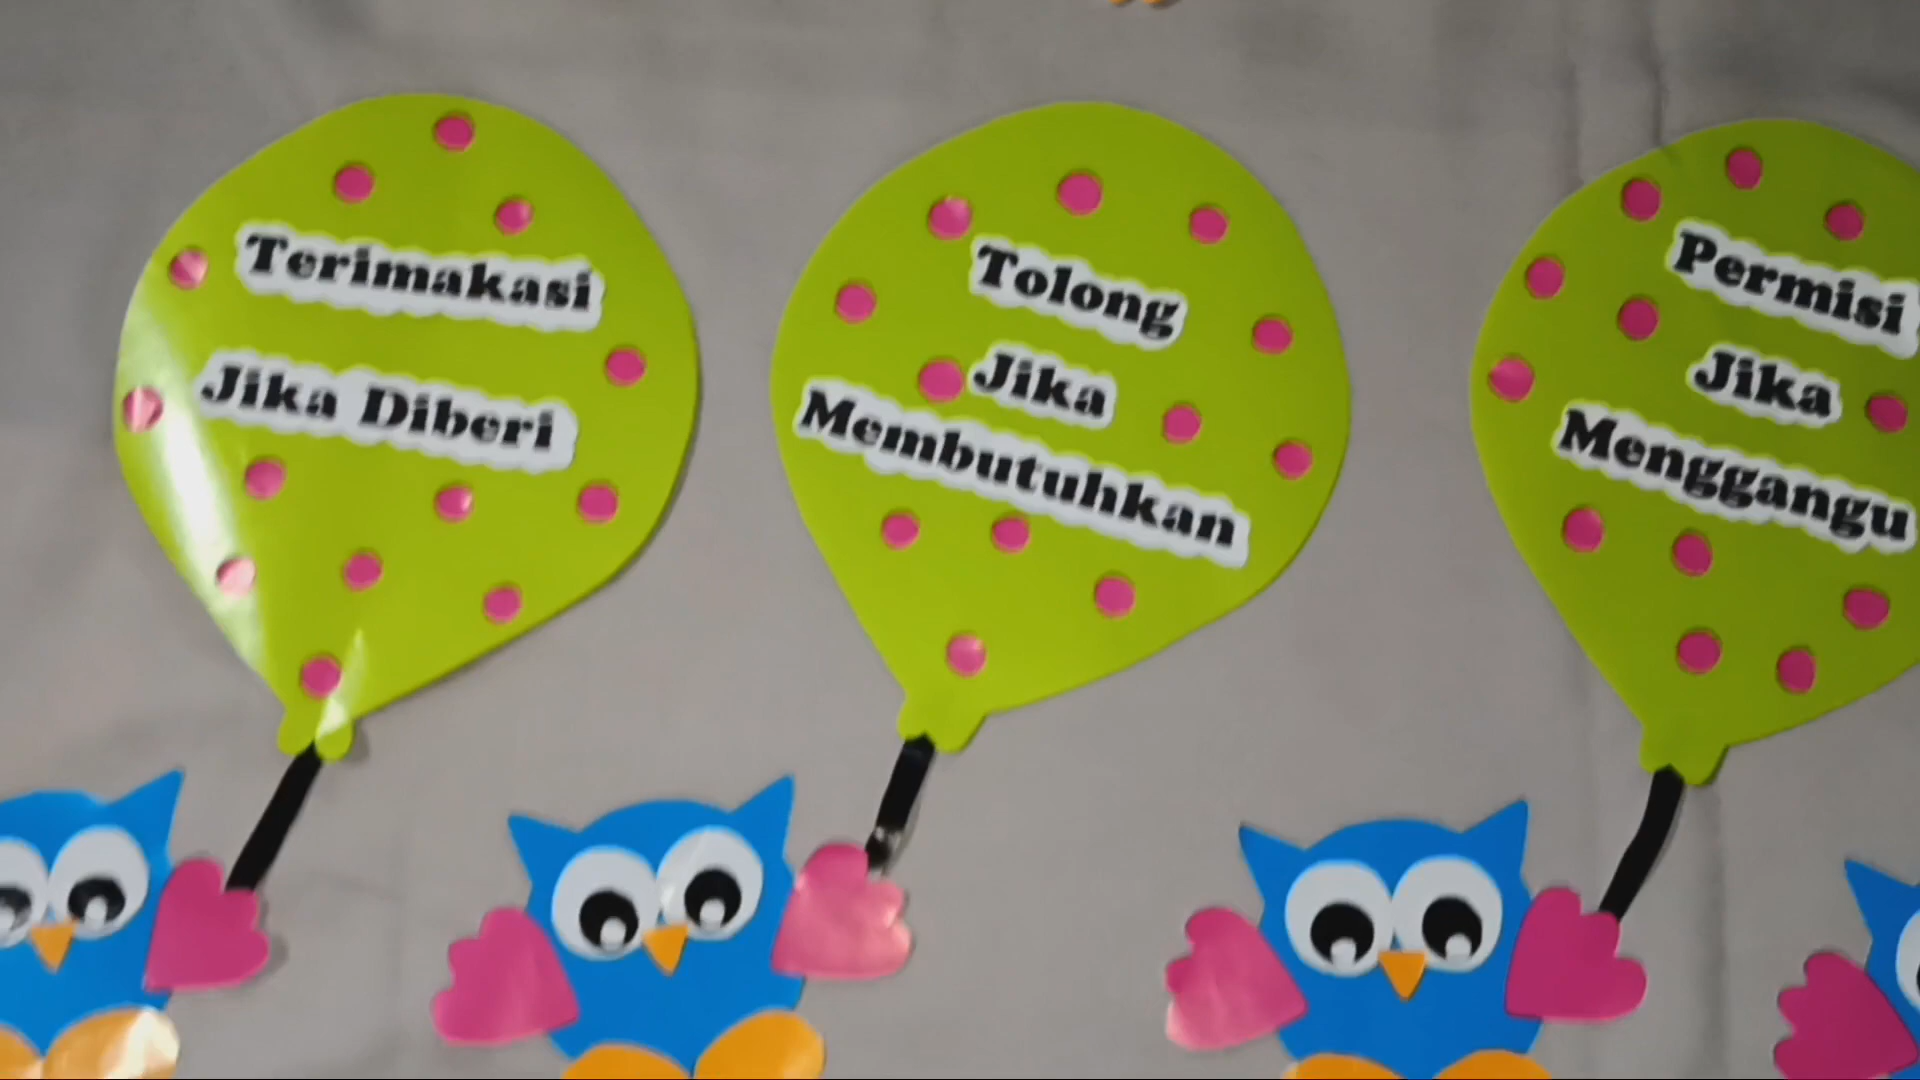 Terimakasi
Jika Diberi
Tolong
Jika
Membutuhkan
Permisi
Jika
Menggangu